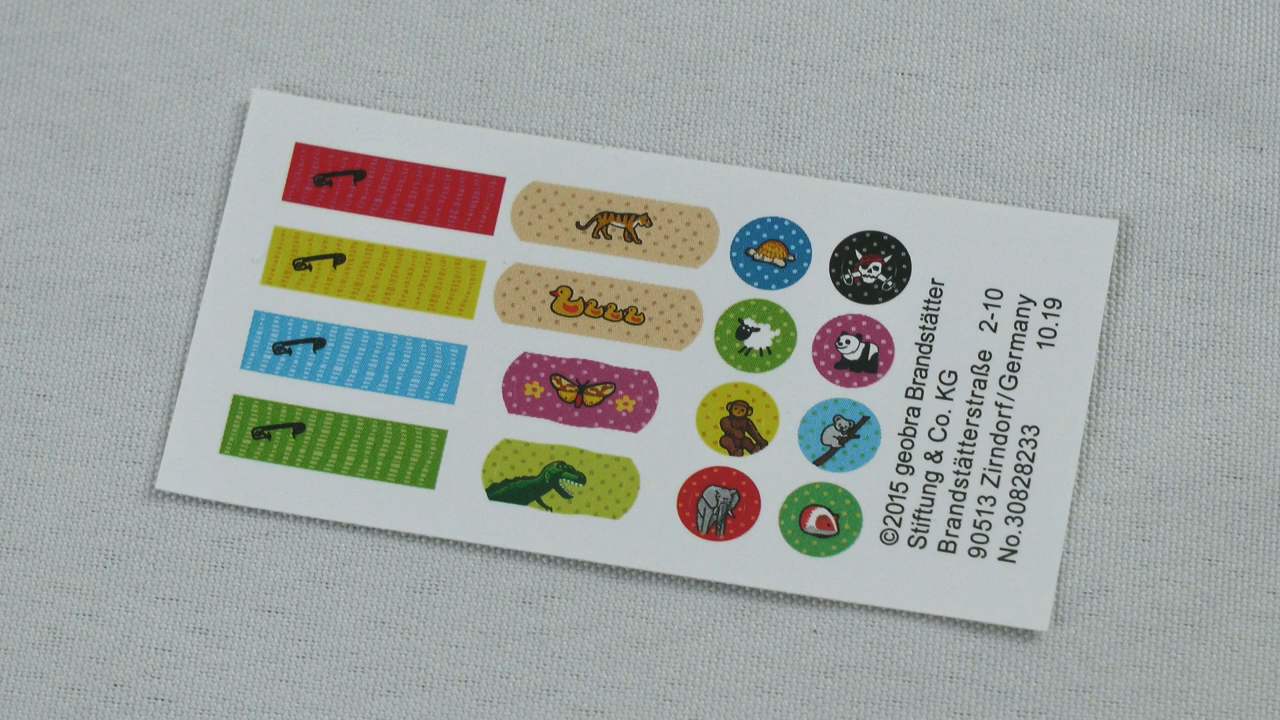 ©2015 geobra Brandstätter
Stiftung & Co. KG
Brandstätterstraße 2-10
90513 Zirndorf/Germany
No.30828233 10.19